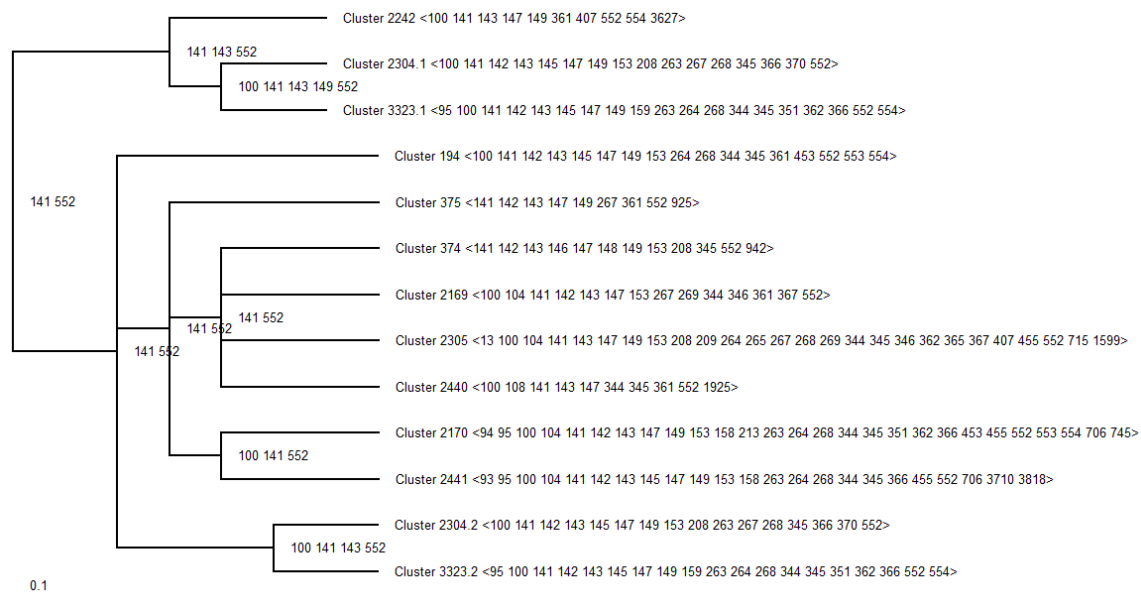 Cluster 2242 <100 141 143 147 149 361 407 552 554 3627>
141 143 552
Cluster 2304.1 <100 141 142 143 145 147 149 153 208 263 267 268 345 366 370 552>
100 141 143 149 552
Cluster 3323.1 <95 100 141 142 143 145 147 149 159 263 264 268 344 345 351 362 366 552 554>
Cluster 194 <100 141 142 143 145 147 149 153 264 268 344 345 361 453 552 553 554>
141 552
Cluster 375 <141 142 143 147 149 267 361 552 925>
Cluster 374 <141 142 143 146 147 148 149 153 208 345 552 942>
Cluster 2169 <100 104 141 142 143 147 153 267 269 344 346 361 367 552>
141 552
141 552
Cluster 2305 <13 100 104 141 143 147 149 153 208 209 264 265 267 268 269 344 345 346 362 365 367 407 455 552 715 1599>
141 552
Cluster 2440 <100 108 141 143 147 344 345 361 552 1925>
Cluster 2170 <94 95 100 104 141 142 143 147 149 153 158 213 263 264 268 344 345 351 362 366 453 455 552 553 554 706 745>
100 141 552
Cluster 2441 <93 95 100 104 141 142 143 145 147 149 153 158 263 264 268 344 345 366 455 552 706 3710 3818>
Cluster 2304.2 <100 141 142 143 145 147 149 153 208 263 267 268 345 366 370 552>
100 141 143 552
Cluster 3323.2 <95 100 141 142 143 145 147 149 159 263 264 268 344 345 351 362 366 552 554>
0.1